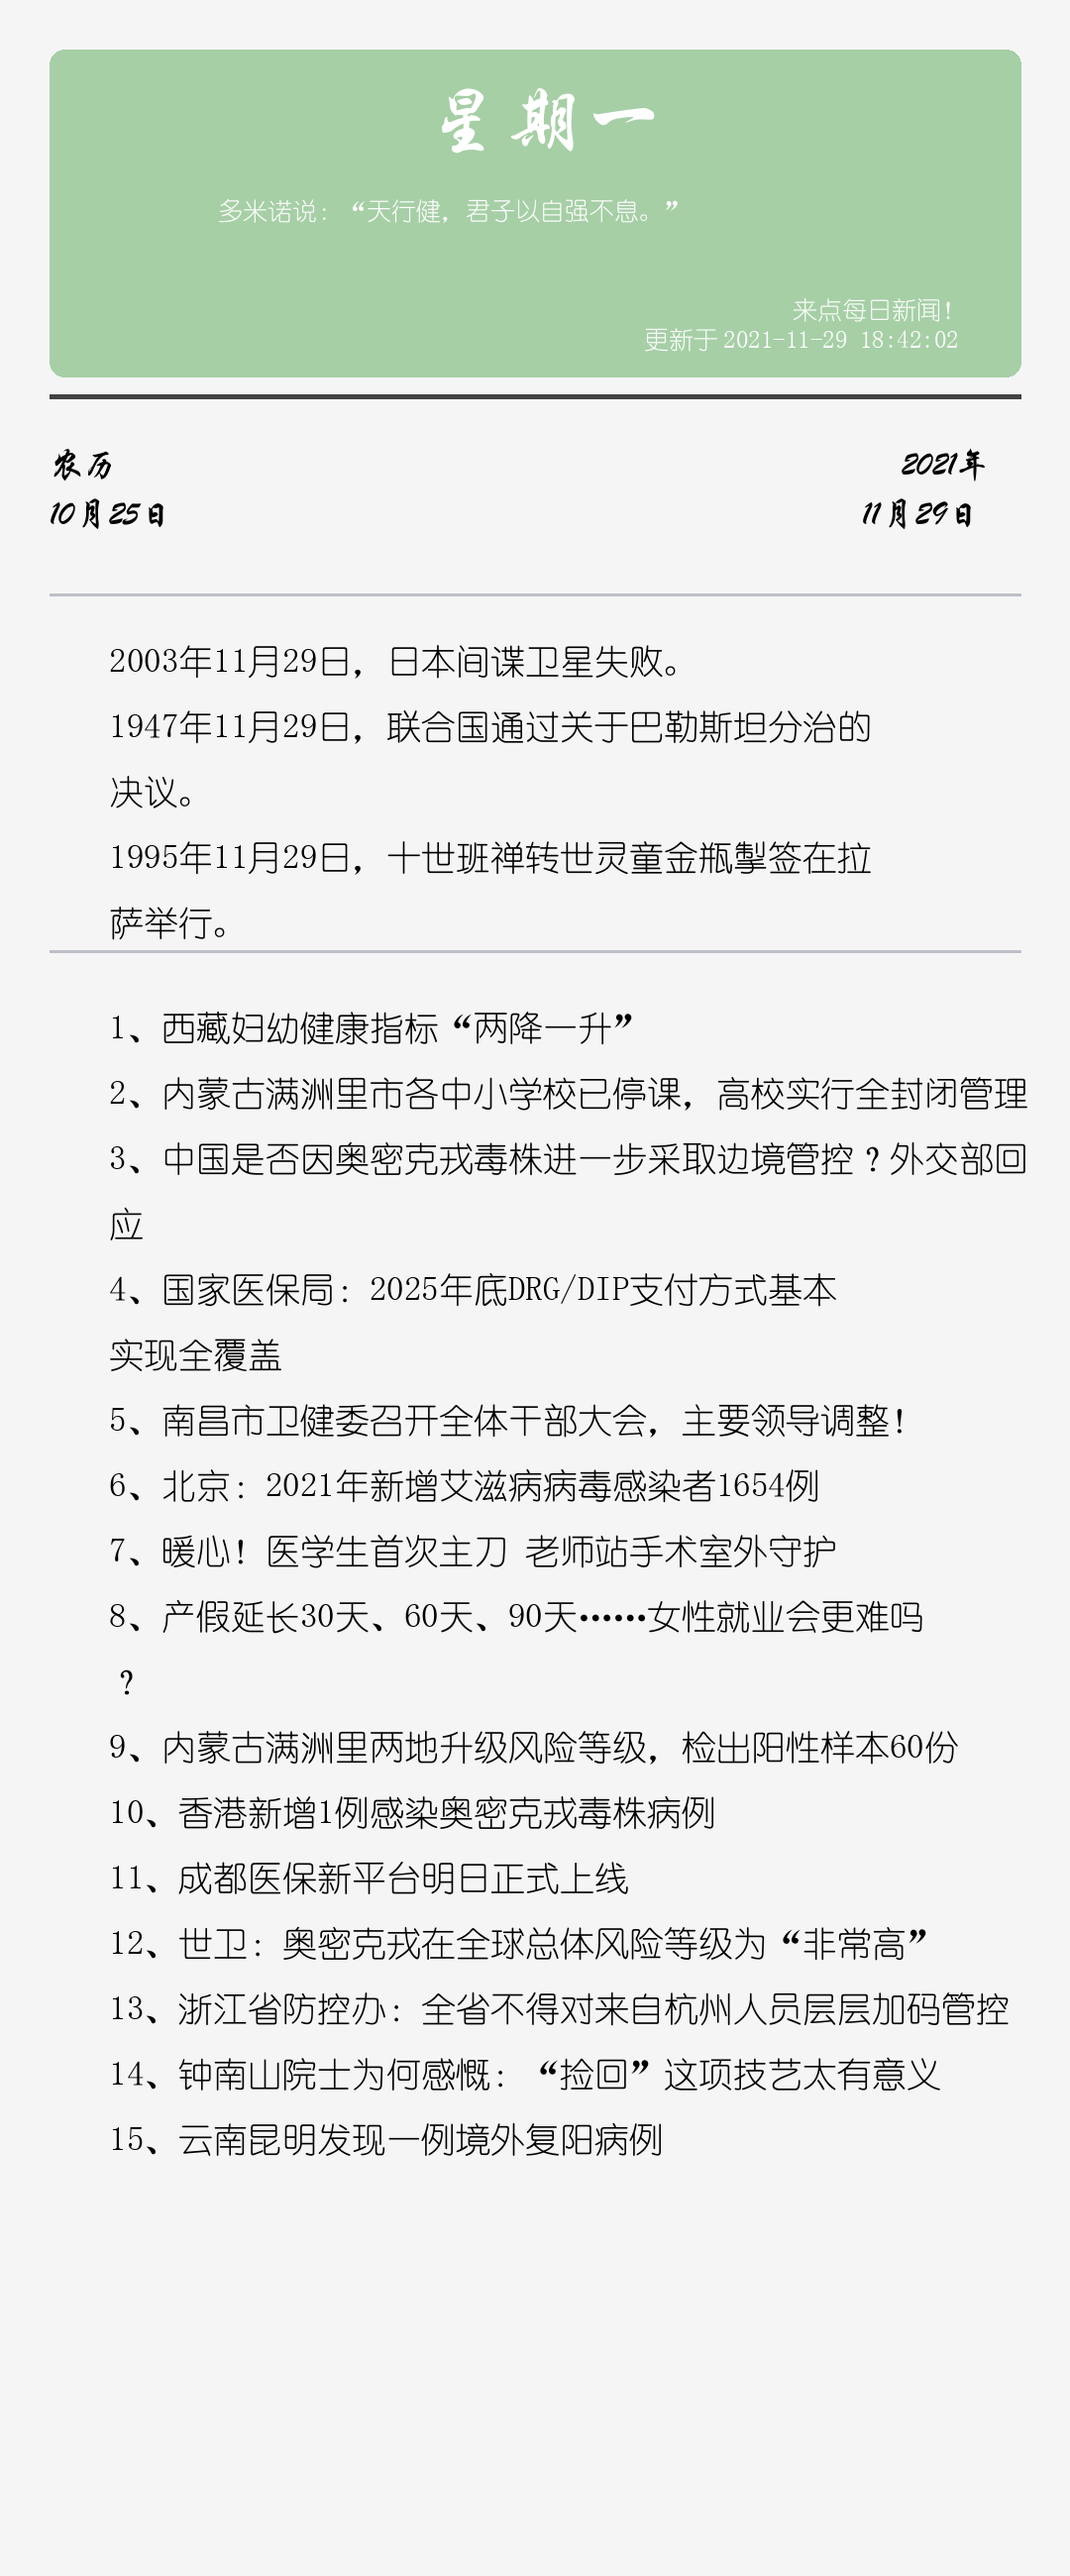 星期一
多米诺说：“天行健，君子以自强不息。”
来点每日新闻！
更新于 2021-11-29 18:42:02
农历
10月25日
2021年
11月29日
2003年11月29日，日本间谍卫星失败。
1947年11月29日，联合国通过关于巴勒斯坦分治的
决议。
1995年11月29日，十世班禅转世灵童金瓶掣签在拉
萨举行。
1、西藏妇幼健康指标“两降一升”
2、内蒙古满洲里市各中小学校已停课，高校实行全封闭管理
3、中国是否因奥密克戎毒株进一步采取边境管控？外交部回
应
4、国家医保局：2025年底DRG/DIP支付方式基本
实现全覆盖
5、南昌市卫健委召开全体干部大会，主要领导调整！
6、北京：2021年新增艾滋病病毒感染者1654例
7、暖心！医学生首次主刀 老师站手术室外守护
8、产假延长30天、60天、90天……女性就业会更难吗
？
9、内蒙古满洲里两地升级风险等级，检出阳性样本60份
10、香港新增1例感染奥密克戎毒株病例
11、成都医保新平台明日正式上线
12、世卫：奥密克戎在全球总体风险等级为“非常高”
13、浙江省防控办：全省不得对来自杭州人员层层加码管控
14、钟南山院士为何感慨：“捡回”这项技艺太有意义
15、云南昆明发现一例境外复阳病例